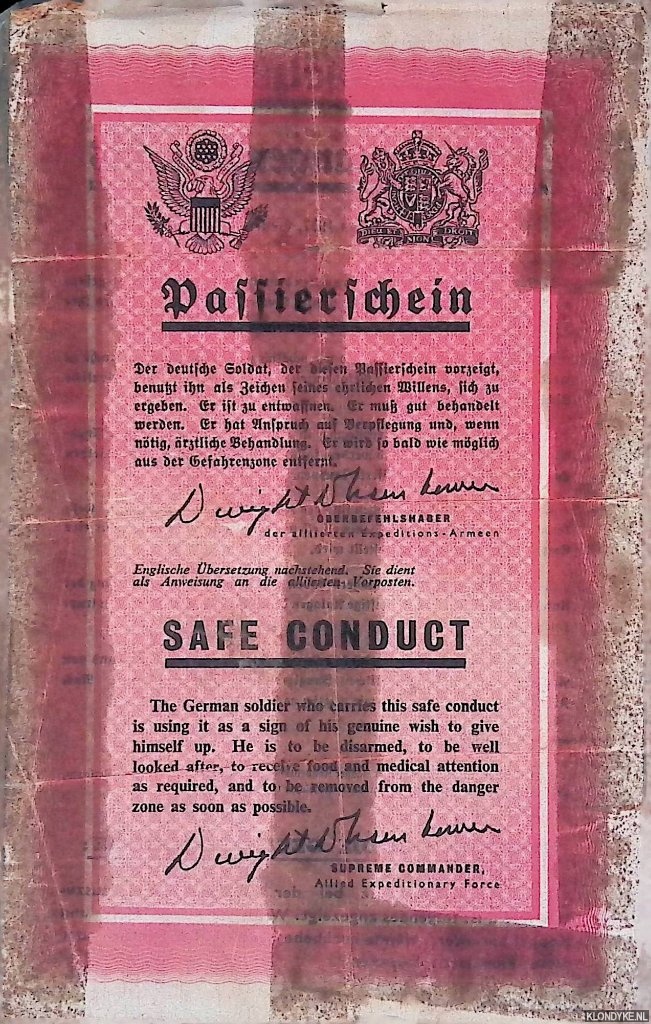 DIEU ET MON DROIT
Passierschein
Der deutsche Soldat, der diesen Passierschein vorzeigt,
benutzt ihn als Zeichen seines ehrlichen Willens, sich zu
ergeben. Er ist zu entwaffnen. Er muß gut behandelt
werden. Er hat Anspruch auf Verpflegung und, wenn
nötig, ärztliche Behandlung. Er wird so bald wie möglich
aus der Gefahrenzone entfernt.
Dwight D Eisenhower
OBERBEFEHLSHABER
der alliierten Expeditions-Armeen
Englische Übersetzung nachstehend. Sie dient
als Anweisung an die alliierten Vorposten.
SAFE CONDUCT
The German soldier who carries this safe conduct
is using it as a sign of his genuine wish to give
himself up. He is to be disarmed, to be well
looked after, to receive food and medical attention
as required, and to be removed from the danger
zone as soon as possible.
Dwight D Eisenhower
SUPREME COMMANDER,
Allied Expeditionary Force
KLONDYKE.NL